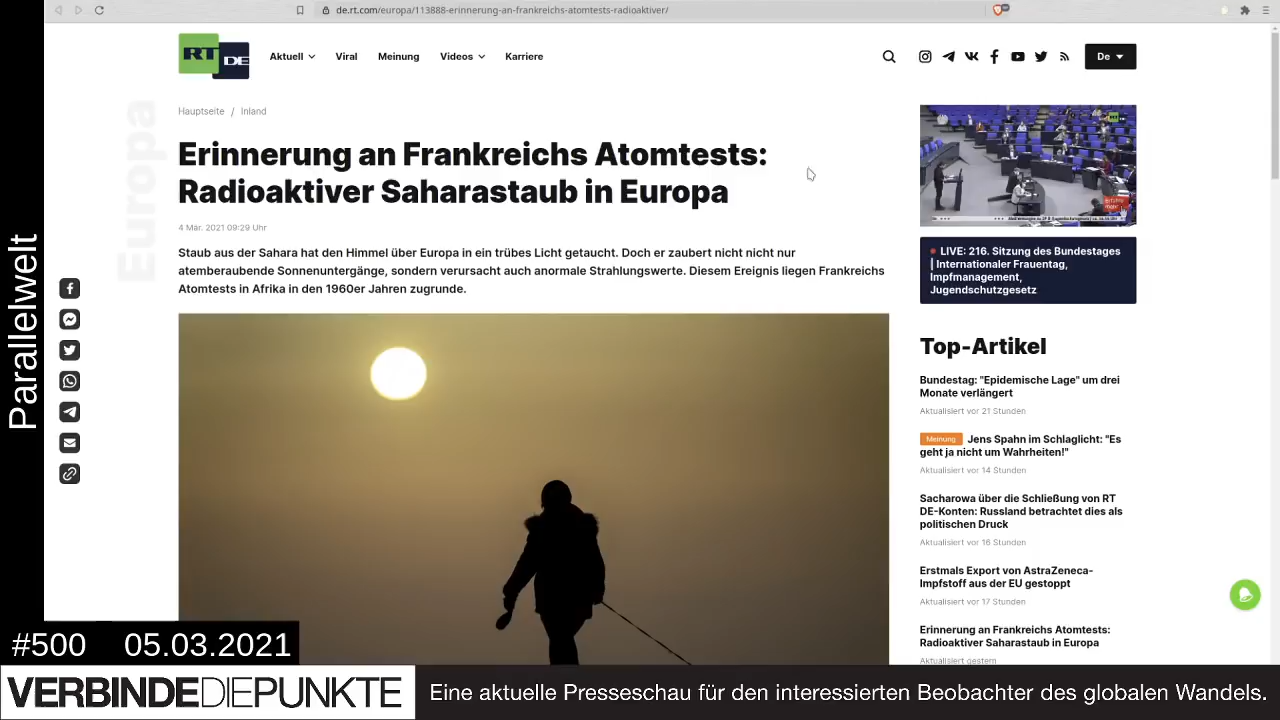 de.rt.com/europa/113888-erinnerung-an-frankreichs-atomtests-radioaktiver/
RT DE
Aktuell
Viral
Meinung
Videos
Karriere
De
Hauptseite / Inland
Europa
Erinnerung an Frankreichs Atomtests:
Radioaktiver Saharastaub in Europa
4 Mär. 2021 09:29 Uhr
Staub aus der Sahara hat den Himmel über Europa in ein trübes Licht getaucht. Doch er zaubert nicht nicht nur
atemberaubende Sonnenuntergänge, sondern verursacht auch anormale Strahlungswerte. Diesem Ereignis liegen Frankreichs
Atomtests in Afrika in den 1960er Jahren zugrunde.
LIVE: 216. Sitzung des Bundestages
| Internationaler Frauentag,
Impfmanagement,
Jugendschutzgesetz
Top-Artikel
Bundestag: "Epidemische Lage" um drei
Monate verlängert
Aktualisiert vor 21 Stunden
Meinung Jens Spahn im Schlaglicht: "Es
geht ja nicht um Wahrheiten!"
Aktualisiert vor 14 Stunden
Sacharowa über die Schließung von RT
DE-Konten: Russland betrachtet dies als
politischen Druck
Aktualisiert vor 16 Stunden
Erstmals Export von AstraZeneca-
Impfstoff aus der EU gestoppt
Aktualisiert vor 17 Stunden
Erinnerung an Frankreichs Atomtests:
Radioaktiver Saharastaub in Europa
Aktualisiert gestern
Parallelwelt
#500 05.03.2021
VERBINDEDIEPUNKTE
Eine aktuelle Presseschau für den interessierten Beobachter des globalen Wandels.